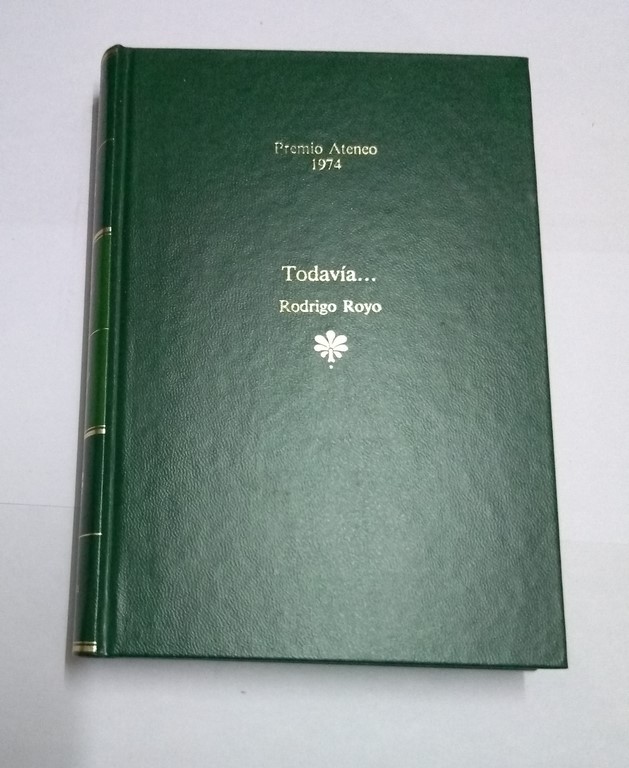 Premio Ateneo
1974
Todavía...
Rodrigo Royo